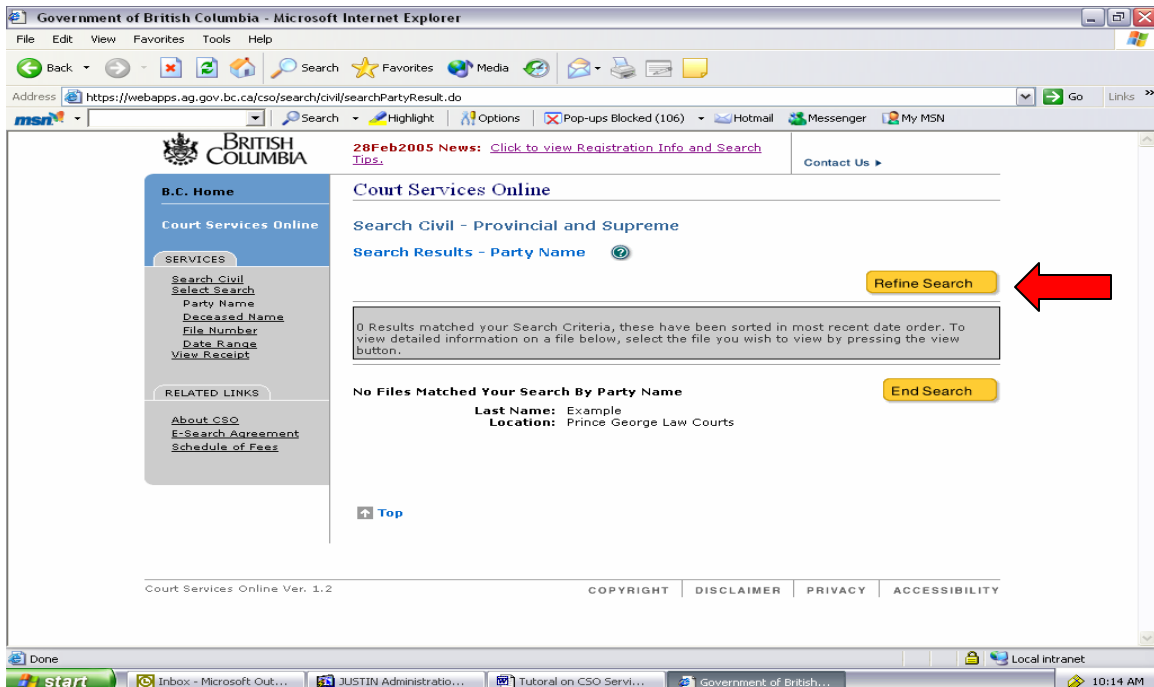 Government of British Columbia - Microsoft Internet Explorer
File Edit View Favorites Tools Help
Back Search Favorites Media
Address https://webapps.ag.gov.bc.ca/cso/search/civil/searchPartyResult.do Go Links »
msn Search Highlight Options Pop-ups Blocked (106) Hotmail Messenger My MSN
BRITISH
COLUMBIA
28Feb2005 News: Click to view Registration Info and Search
Tips.
Contact Us
B.C. Home
Court Services Online
SERVICES
Search Civil
Select Search
Party Name
Deceased Name
File Number
Date Range
View Receipt
RELATED LINKS
About CSO
E-Search Agreement
Schedule of Fees
Court Services Online
Search Civil - Provincial and Supreme
Search Results - Party Name ?
Refine Search
0 Results matched your Search Criteria, these have been sorted in most recent date order. To
view detailed information on a file below, select the file you wish to view by pressing the view
button.
No Files Matched Your Search By Party Name
End Search
Last Name: Example
Location: Prince George Law Courts
Top
Court Services Online Ver. 1.2
COPYRIGHT DISCLAIMER PRIVACY ACCESSIBILITY
Done Local intranet
start Inbox - Microsoft Out... JUSTIN Administratio... Tutoral on CSO Servi... Government of British... 10:14 AM